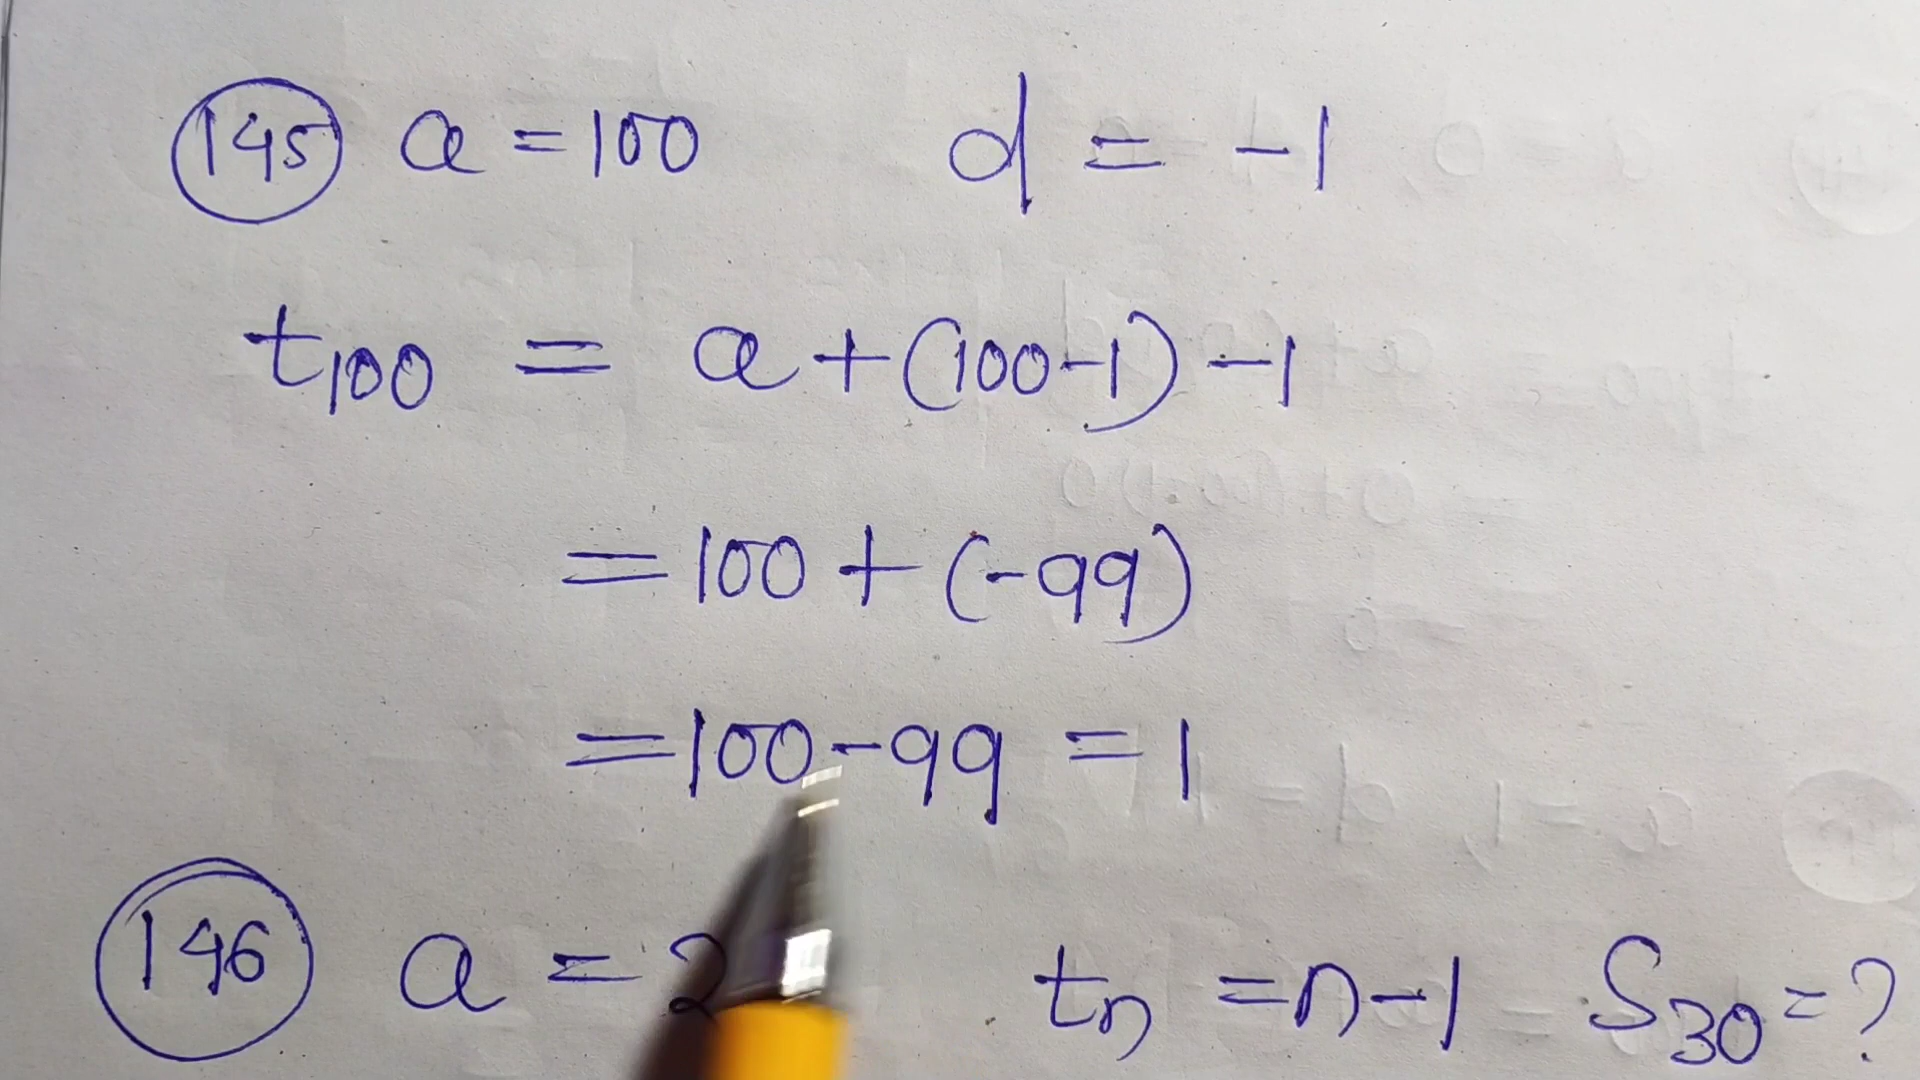 145 a = 100 d = -1
t100 = a + (100-1) -1
= 100 + (-99)
= 100 - 99 = 1
146 a = 2 tn = n-1 S30 = ?